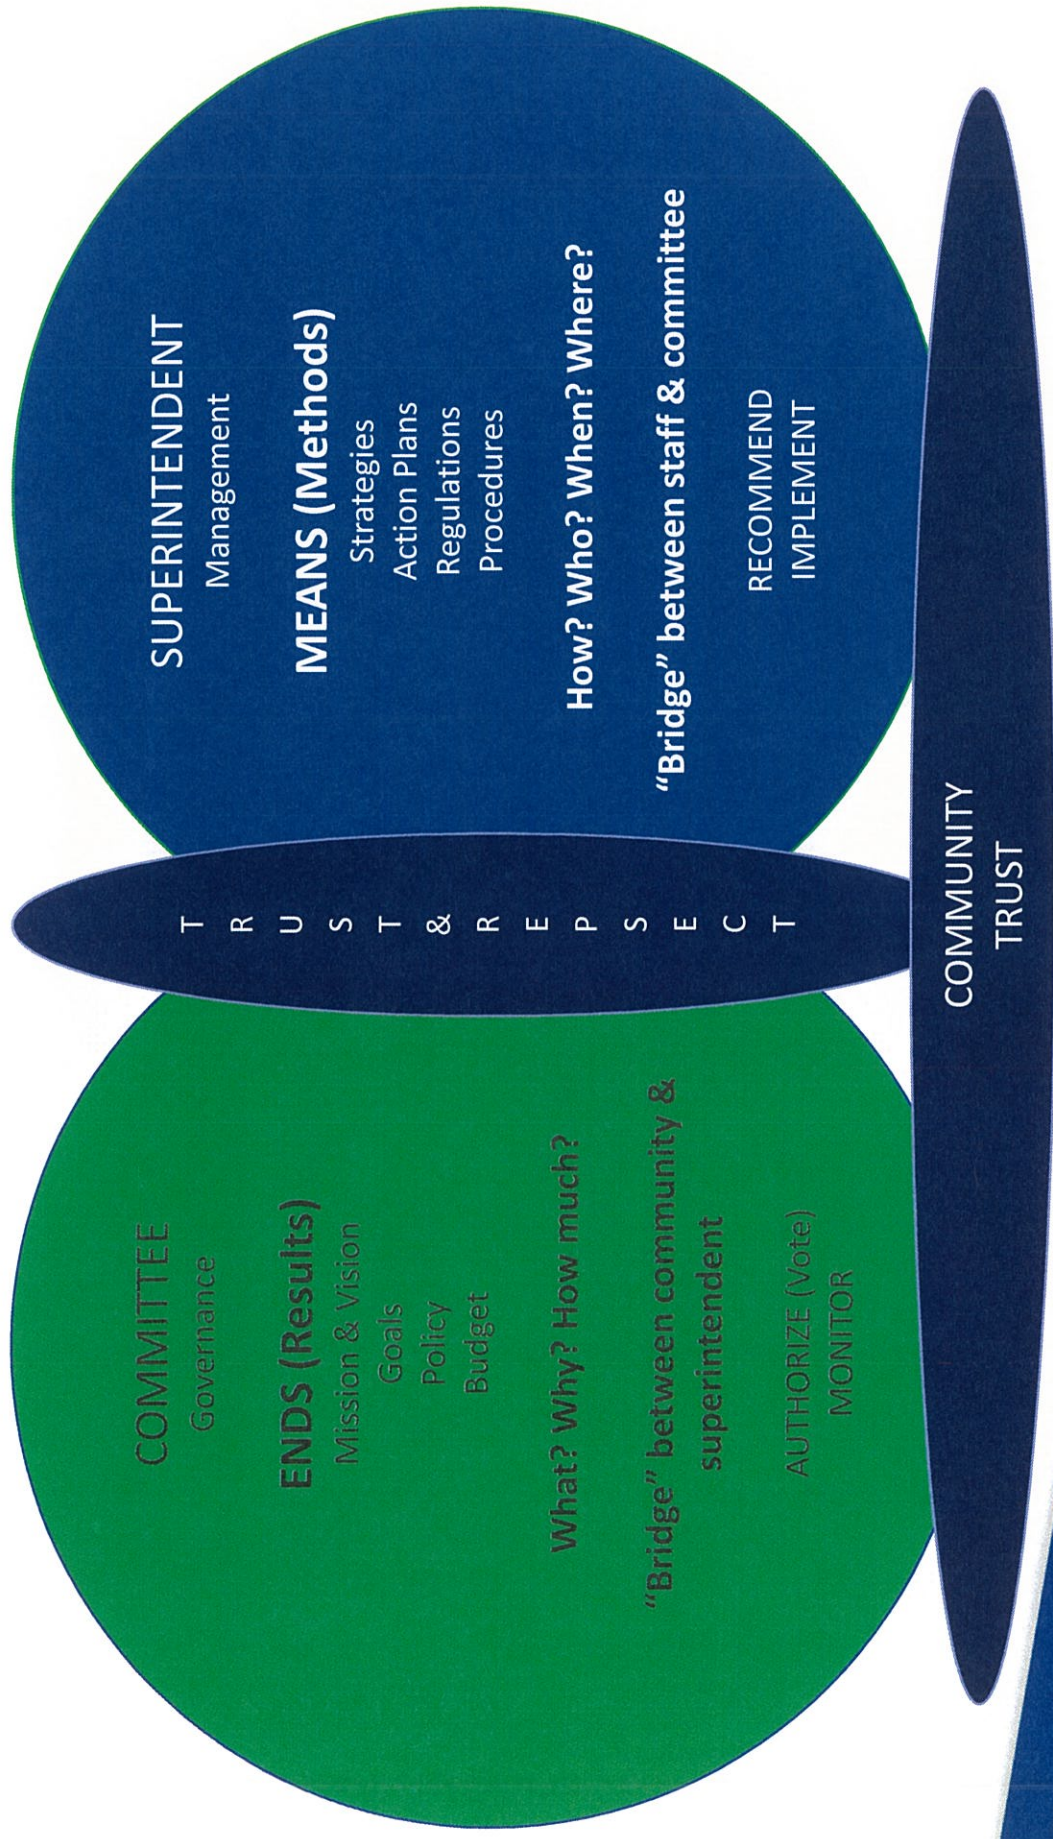 COMMITTEE
Governance
ENDS (Results)
Mission & Vision
Goals
Policy
Budget
What? Why? How much?
“Bridge” between community &
superintendent
AUTHORIZE (Vote)
MONITOR
T
R
U
S
T
&
R
E
P
S
E
C
T
SUPERINTENDENT
Management
MEANS (Methods)
Strategies
Action Plans
Regulations
Procedures
How? Who? When? Where?
“Bridge” between staff & committee
RECOMMEND
IMPLEMENT
COMMUNITY
TRUST